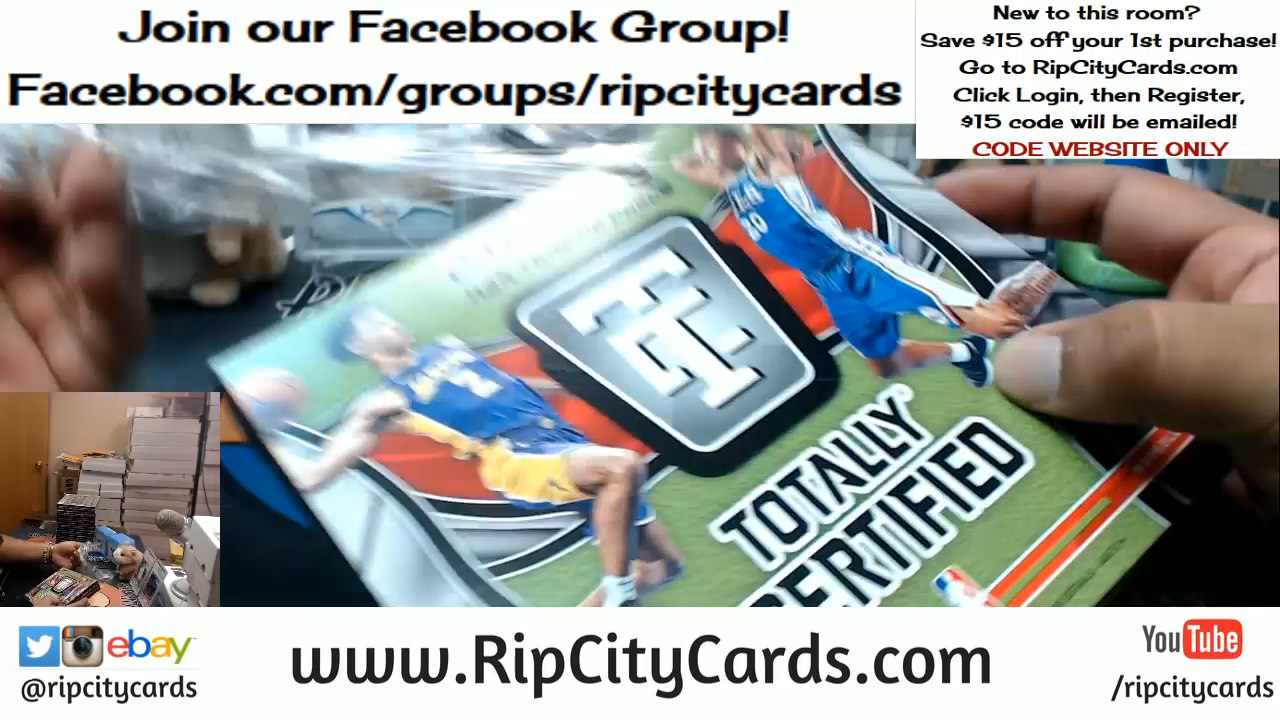 Join our Facebook Group!
Facebook.com/groups/ripcitycards
New to this room?
Save $15 off your 1st purchase!
Go to RipCityCards.com
Click Login, then Register,
$15 code will be emailed!
CODE WEBSITE ONLY
TOTALLY
CERTIFIED
ebay
@ripcitycards
www.RipCityCards.com
YouTube
/ripcitycards